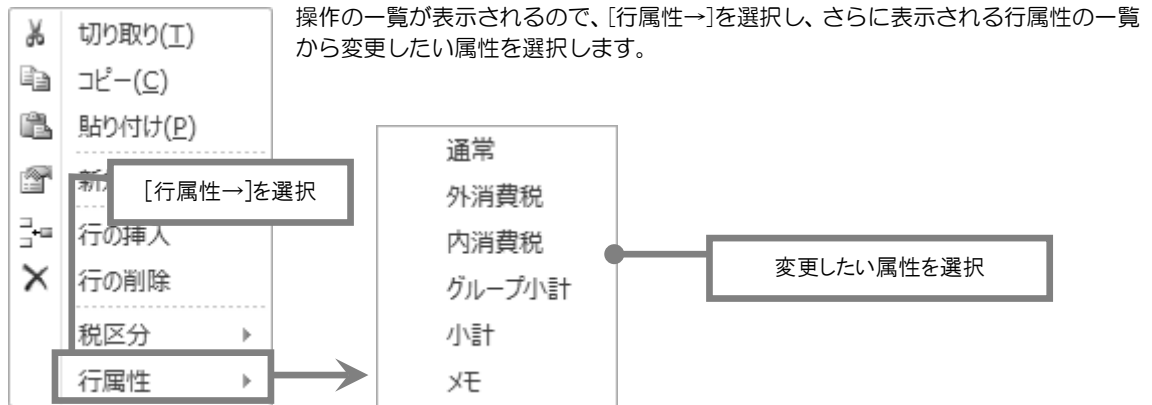 操作の一覧が表示されるので、[行属性→]を選択し、さらに表示される行属性の一覧
から変更したい属性を選択します。
切り取り(T)
コピー(C)
貼り付け(P)
[行属性→]を選択
行の挿入
行の削除
税区分
行属性
通常
外消費税
内消費税
グループ小計
小計
メモ
変更したい属性を選択